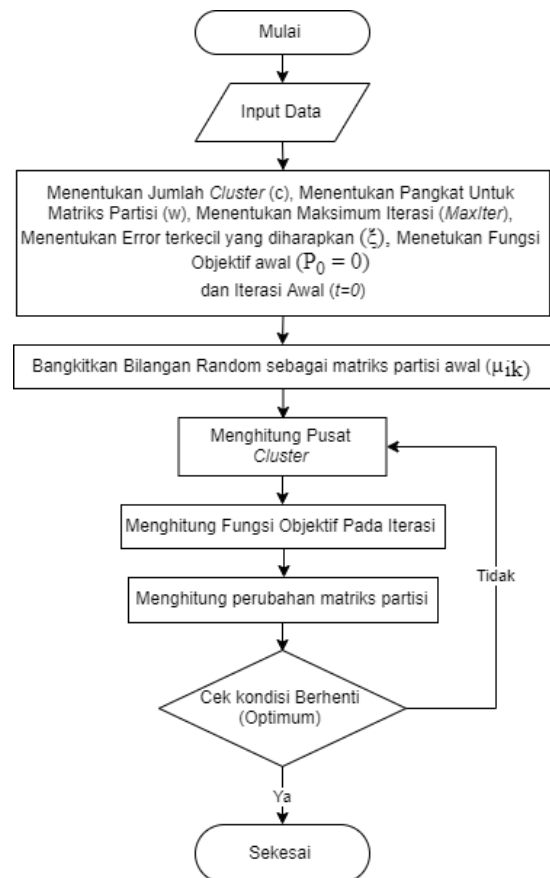 Mulai
Input Data
Menentukan Jumlah Cluster (c), Menentukan Pangkat Untuk
Matriks Partisi (w), Menentukan Maksimum Iterasi (MaxIter),
Menentukan Error terkecil yang diharapkan (ξ), Menetukan Fungsi
Objektif awal (P₀ = 0)
dan Iterasi Awal (t=0)
Bangkitkan Bilangan Random sebagai matriks partisi awal (μik)
Menghitung Pusat
Cluster
Menghitung Fungsi Objektif Pada Iterasi
Menghitung perubahan matriks partisi
Tidak
Cek kondisi Berhenti
(Optimum)
Ya
Sekesai